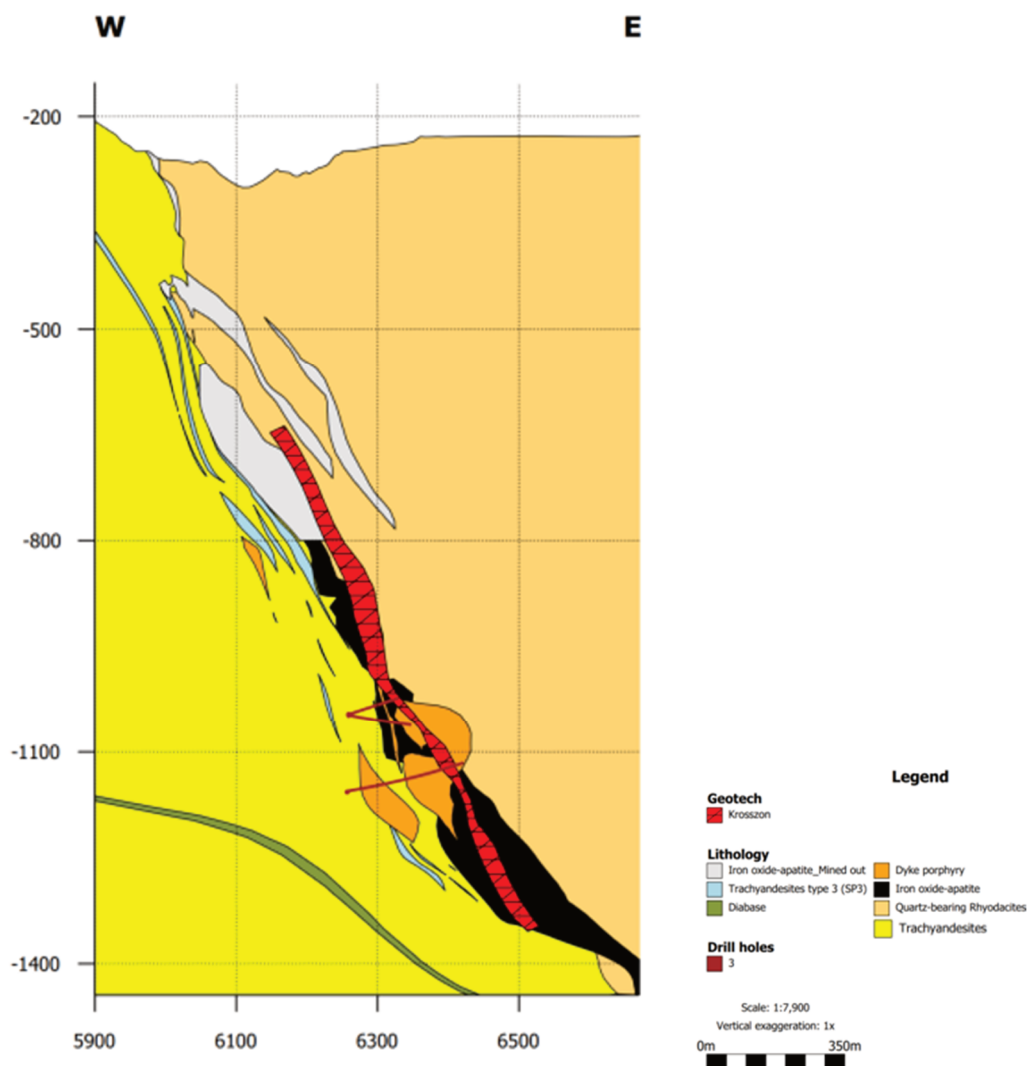 W
E
-200
-500
-800
-1100
-1400
5900
6100
6300
6500
Legend
Geotech
Krosszon
Lithology
Iron oxide-apatite_Mined out
Dyke porphyry
Trachyandesites type 3 (SP3)
Iron oxide-apatite
Diabase
Quartz-bearing Rhyodacites
Trachyandesites
Drill holes
3
Scale: 1:7,900
Vertical exaggeration: 1x
0m
350m